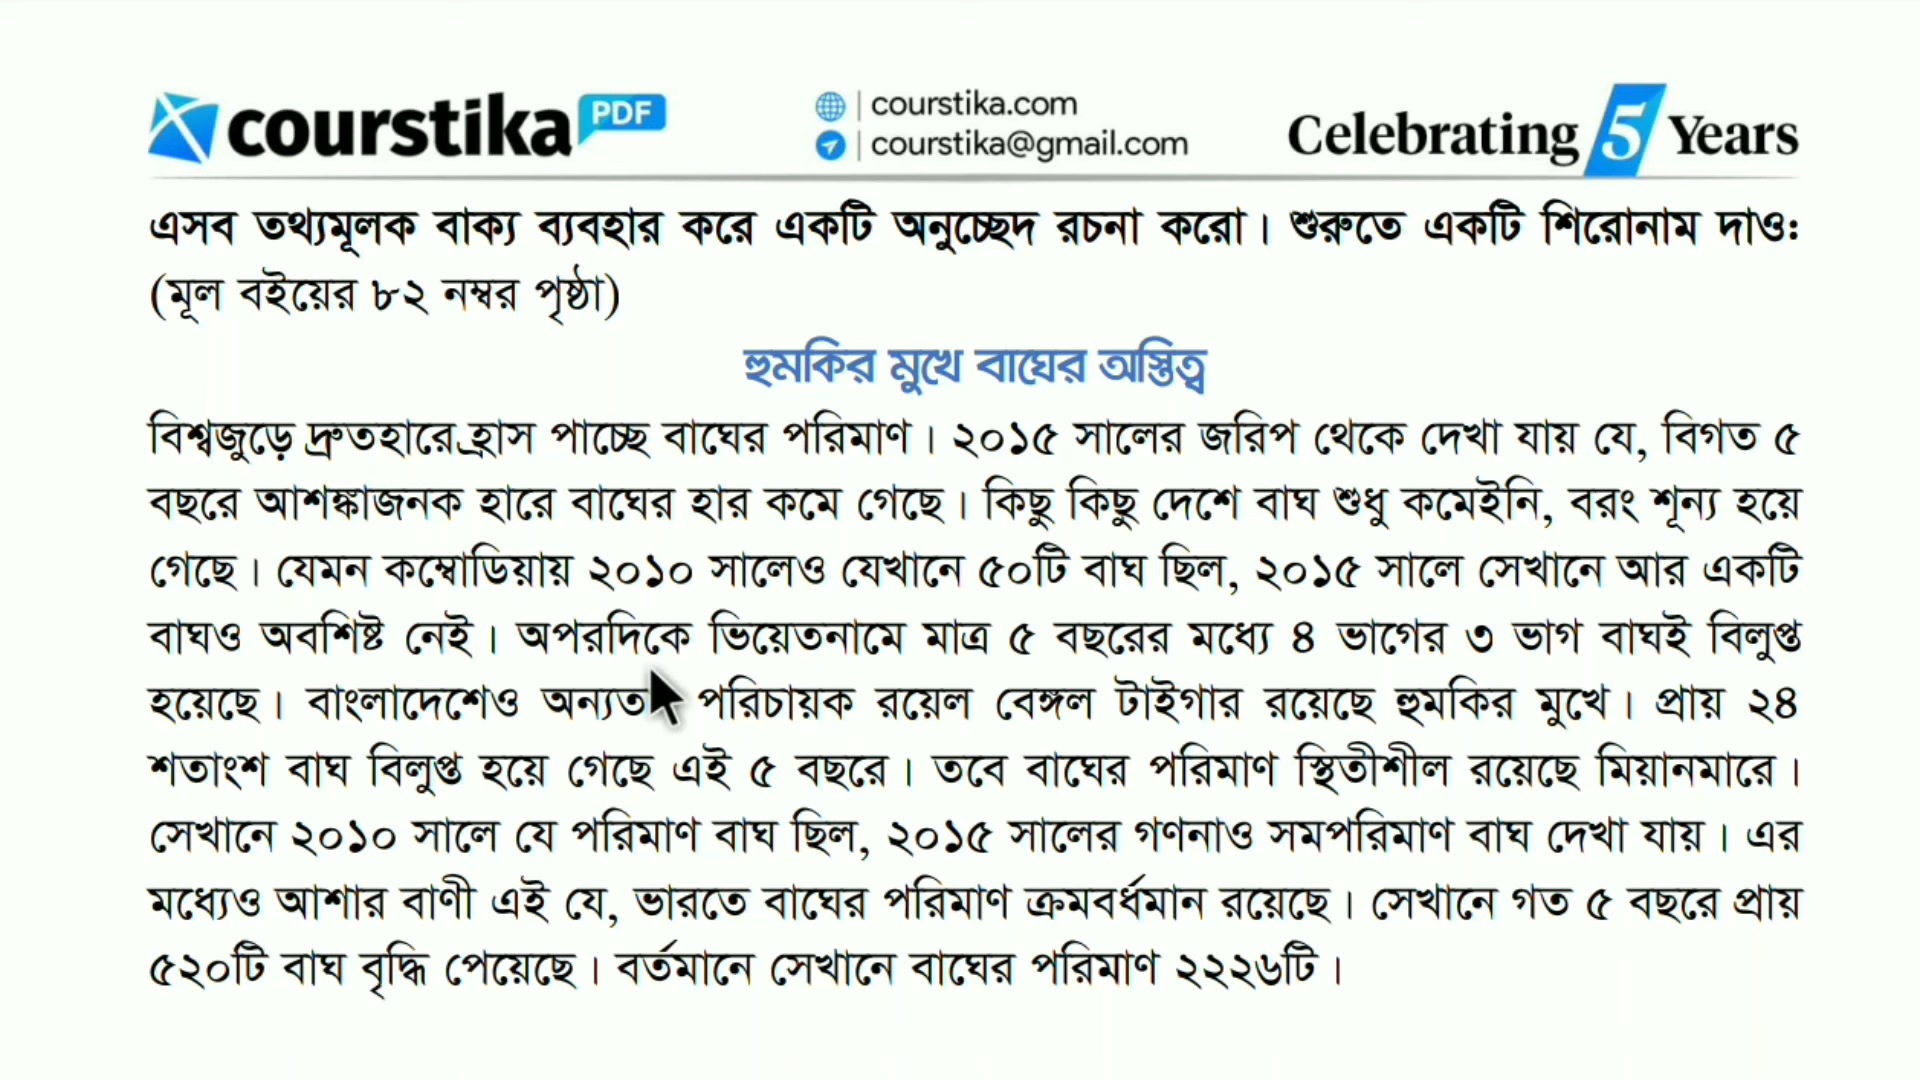 courstika PDF
courstika.com
courstika@gmail.com
Celebrating 5 Years
এসব তথ্যমূলক বাক্য ব্যবহার করে একটি অনুচ্ছেদ রচনা করো। শুরুতে একটি শিরোনাম দাও:
(মূল বইয়ের ৮২ নম্বর পৃষ্ঠা)
হুমকির মুখে বাঘের অস্তিত্ব
বিশ্বজুড়ে দ্রুতহারে হ্রাস পাচ্ছে বাঘের পরিমাণ। ২০১৫ সালের জরিপ থেকে দেখা যায় যে, বিগত ৫
বছরে আশঙ্কাজনক হারে বাঘের হার কমে গেছে। কিছু কিছু দেশে বাঘ শুধু কমেইনি, বরং শূন্য হয়ে
গেছে। যেমন কম্বোডিয়ায় ২০১০ সালেও যেখানে ৫০টি বাঘ ছিল, ২০১৫ সালে সেখানে আর একটি
বাঘও অবশিষ্ট নেই। অপরদিকে ভিয়েতনামে মাত্র ৫ বছরের মধ্যে ৪ ভাগের ৩ ভাগ বাঘই বিলুপ্ত
হয়েছে। বাংলাদেশেও পরিচায়ক রয়েল বেঙ্গল টাইগার রয়েছে হুমকির মুখে। প্রায় ২৪
শতাংশ বাঘ বিলুপ্ত হয়ে গেছে এই ৫ বছরে। তবে বাঘের পরিমাণ স্থিতীশীল রয়েছে মিয়ানমারে।
সেখানে ২০১০ সালে যে পরিমাণ বাঘ ছিল, ২০১৫ সালের গণনাও সমপরিমাণ বাঘ দেখা যায়। এর
মধ্যেও আশার বাণী এই যে, ভারতে বাঘের পরিমাণ ক্রমবর্ধমান রয়েছে। সেখানে গত ৫ বছরে প্রায়
৫২০টি বাঘ বৃদ্ধি পেয়েছে। বর্তমানে সেখানে বাঘের পরিমাণ ২২২৬টি।